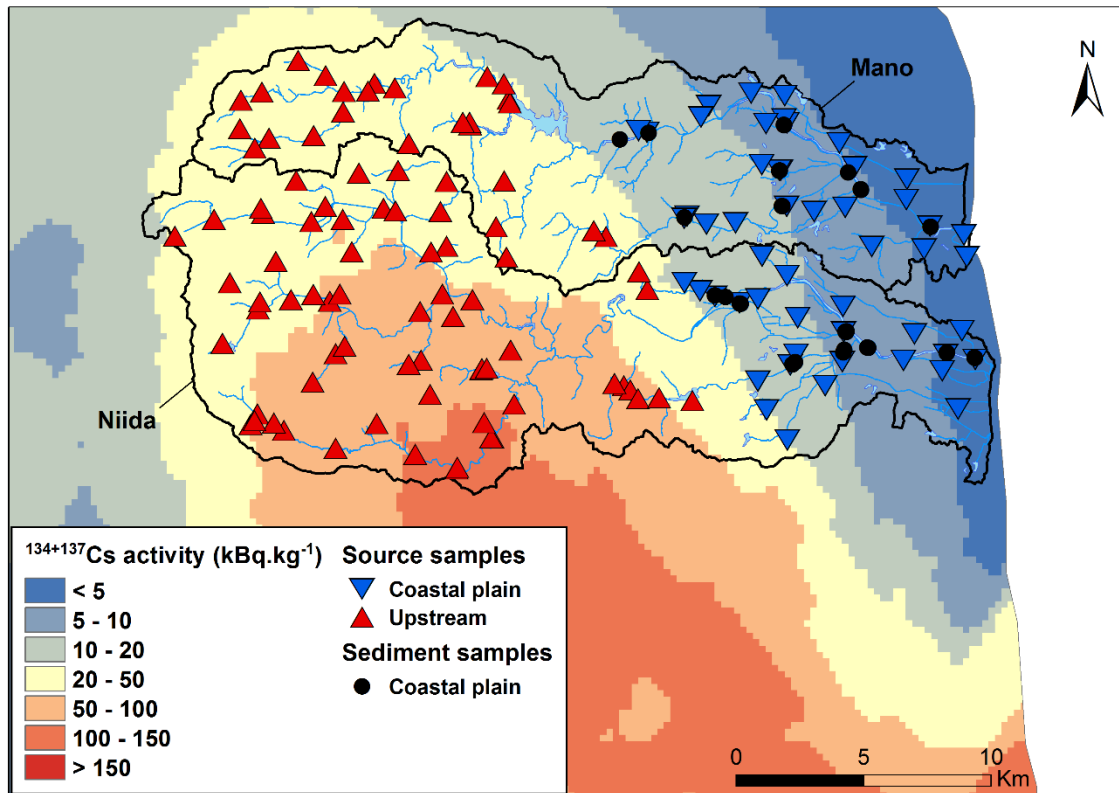 N
Mano
Niida
¹³⁴⁺¹³⁷Cs activity (kBq.kg⁻¹)
< 5
5 - 10
10 - 20
20 - 50
50 - 100
100 - 150
> 150
Source samples
Coastal plain
Upstream
Sediment samples
Coastal plain
0 5 10
Km